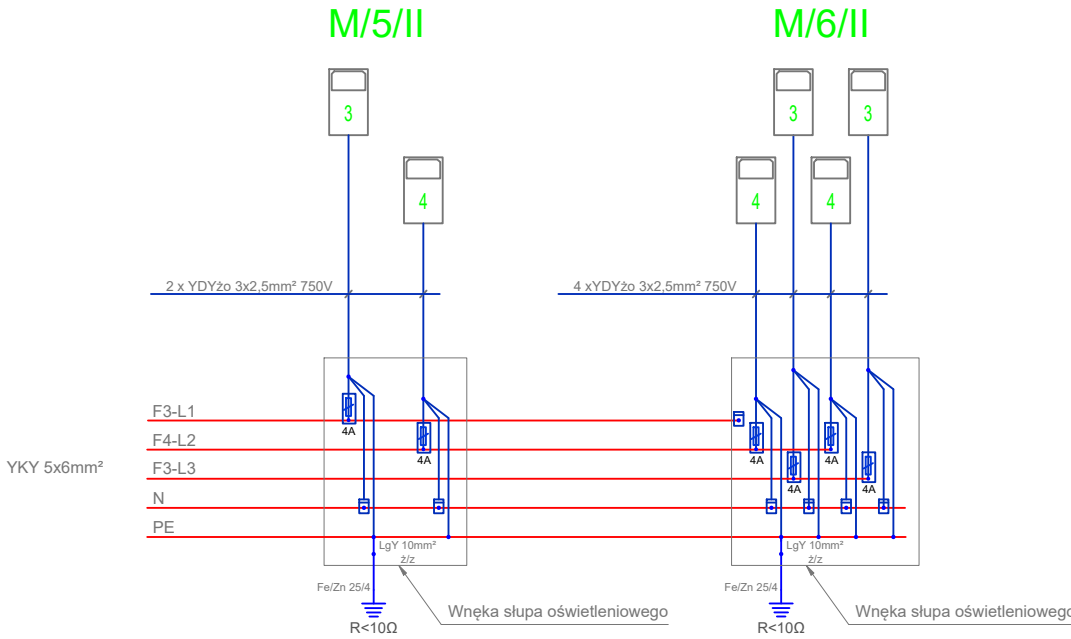 M/5/II
M/6/II
3
3
3
4
4
4
2 x YDYżo 3x2,5mm² 750V
4 xYDYżo 3x2,5mm² 750V
F3-L1
4A
F4-L2
4A
4A
4A
YKY 5x6mm²
F3-L3
4A
4A
N
PE
LgY 10mm²
ż/z
LgY 10mm²
ż/z
Fe/Zn 25/4
Fe/Zn 25/4
Wnęka słupa oświetleniowego
Wnęka słupa oświetleniowego
R<10Ω
R<10Ω